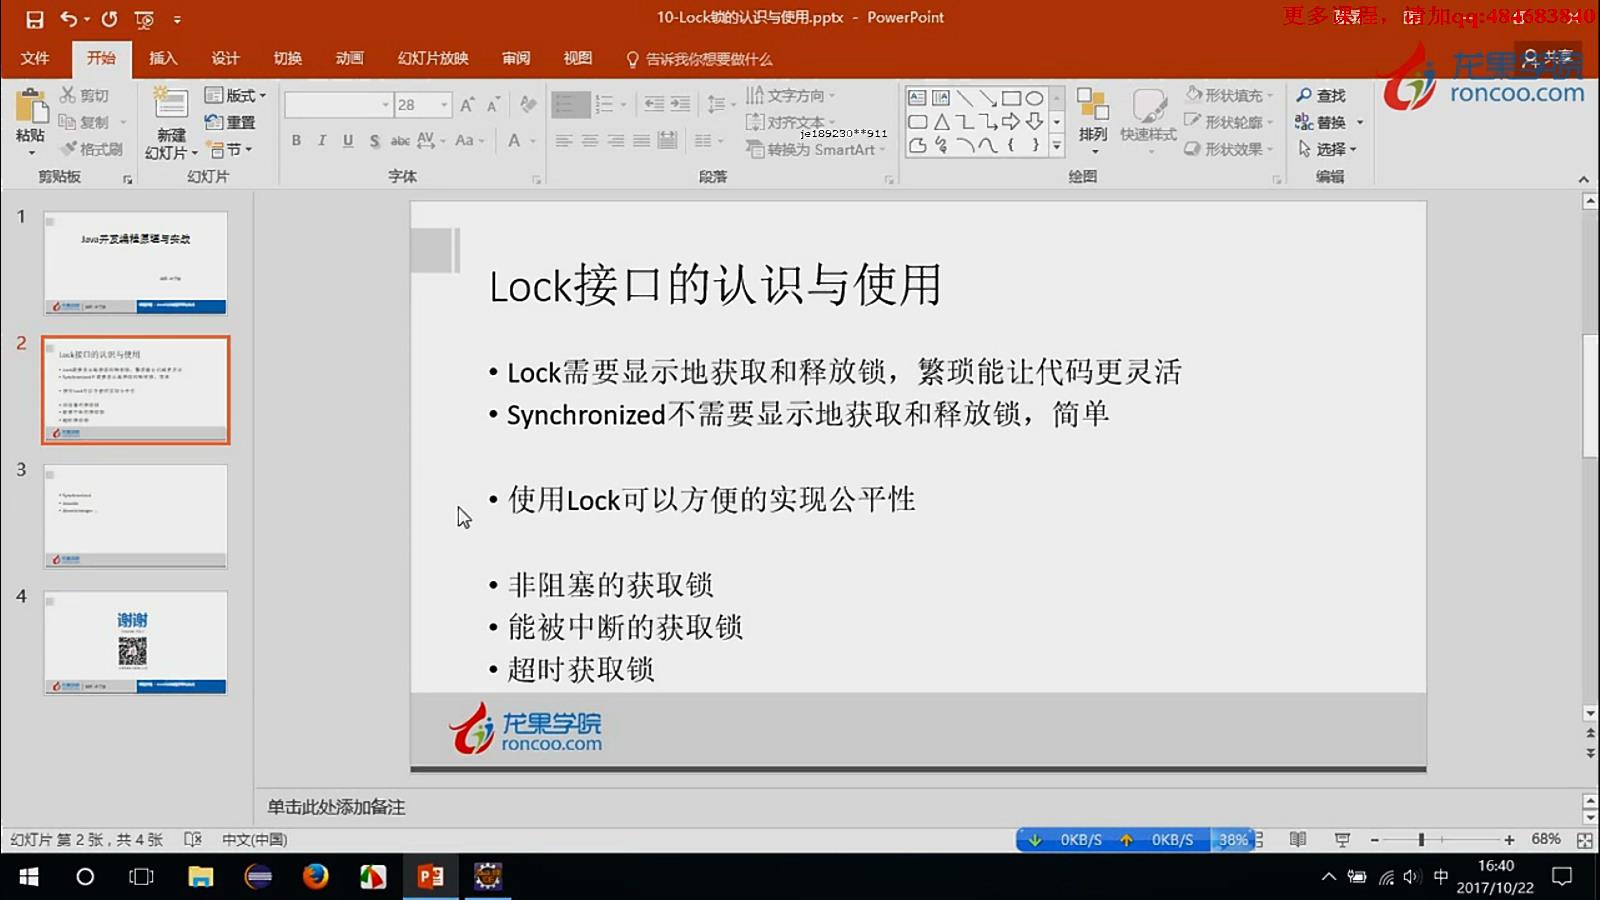 10-Lock锁的认识与使用.pptx - PowerPoint
更多课程，请加qq:484683840
文件 开始 插入 设计 切换 动画 幻灯片放映 审阅 视图 告诉我你想要做什么 共享
龙果学院
roncoo.com
粘贴 剪切 复制 格式刷
新建幻灯片 版式 重置 节
28
B I U S abc AV Aa A
文字方向 对齐文本 转换为 SmartArt
je189230**911
排列 快速样式 形状填充 形状轮廓 形状效果
查找 替换 选择
剪贴板 幻灯片 字体 段落 绘图 编辑
1
Java并发编程原理与实战
2
Lock接口的认识与使用
3
4
谢谢
Lock接口的认识与使用
• Lock需要显示地获取和释放锁，繁琐能让代码更灵活
• Synchronized不需要显示地获取和释放锁，简单
• 使用Lock可以方便的实现公平性
• 非阻塞的获取锁
• 能被中断的获取锁
• 超时获取锁
龙果学院
roncoo.com
单击此处添加备注
幻灯片 第 2 张，共 4 张 中文(中国) 0KB/S 0KB/S 38% 68%
中 16:40
2017/10/22